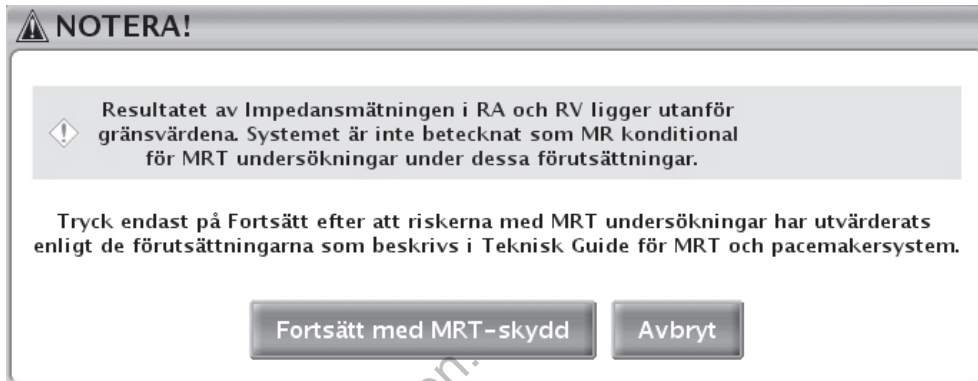 NOTERA!
Resultatet av Impedansmätningen i RA och RV ligger utanför
gränsvärdena. Systemet är inte betecknat som MR konditional
för MRT undersökningar under dessa förutsättningar.
Tryck endast på Fortsätt efter att riskerna med MRT undersökningar har utvärderats
enligt de förutsättningarna som beskrivs i Teknisk Guide för MRT och pacemakersystem.
Fortsätt med MRT-skydd
Avbryt